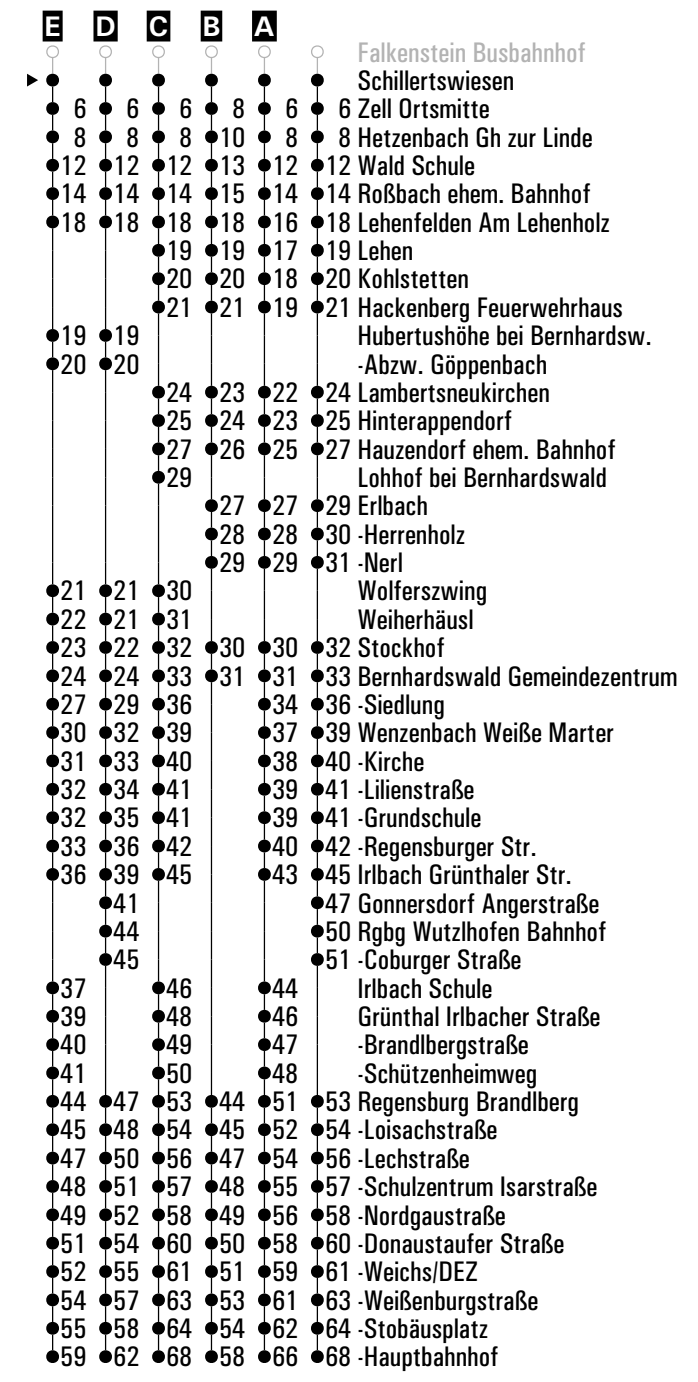 E D C B A
Falkenstein Busbahnhof
Schillertswiesen
6 6 6 8 6 6 Zell Ortsmitte
8 8 8 10 8 8 Hetzenbach Gh zur Linde
12 12 12 13 12 12 Wald Schule
14 14 14 15 14 14 Roßbach ehem. Bahnhof
18 18 18 18 16 18 Lehenfelden Am Lehenholz
19 19 17 19 Lehen
20 20 18 20 Kohlstetten
21 21 19 21 Hackenberg Feuerwehrhaus
19 19 Hubertushöhe bei Bernhardsw.
20 20 -Abzw. Göppenbach
24 23 22 24 Lambertsneukirchen
25 24 23 25 Hinterappendorf
27 26 25 27 Hauzendorf ehem. Bahnhof
29 Lohhof bei Bernhardswald
27 27 29 Erlbach
28 28 30 -Herrenholz
29 29 31 -Nerl
21 21 30 Wolferszwing
22 21 31 Weiherhäusl
23 22 32 30 30 32 Stockhof
24 24 33 31 31 33 Bernhardswald Gemeindezentrum
27 29 36 34 36 -Siedlung
30 32 39 37 39 Wenzenbach Weiße Marter
31 33 40 38 40 -Kirche
32 34 41 39 41 -Lilienstraße
32 35 41 39 41 -Grundschule
33 36 42 40 42 -Regensburger Str.
36 39 45 43 45 Irlbach Grünthaler Str.
41 47 Gonnersdorf Angerstraße
44 50 Rgbg Wutzlhofen Bahnhof
45 51 -Coburger Straße
37 46 44 Irlbach Schule
39 48 46 Grünthal Irlbacher Straße
40 49 47 -Brandlbergstraße
41 50 48 -Schützenheimweg
44 47 53 44 51 53 Regensburg Brandlberg
45 48 54 45 52 54 -Loisachstraße
47 50 56 47 54 56 -Lechstraße
48 51 57 48 55 57 -Schulzentrum Isarstraße
49 52 58 49 56 58 -Nordgaustraße
51 54 60 50 58 60 -Donaustaufer Straße
52 55 61 51 59 61 -Weichs/DEZ
54 57 63 53 61 63 -Weißenburgstraße
55 58 64 54 62 64 -Stobäusplatz
59 62 68 58 66 68 -Hauptbahnhof